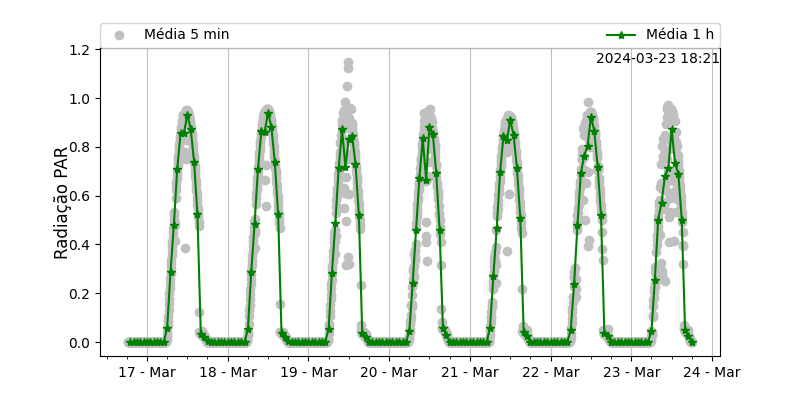 Média 5 min
Média 1 h
2024-03-23 18:21
Radiação PAR
1.2
1.0
0.8
0.6
0.4
0.2
0.0
17 - Mar
18 - Mar
19 - Mar
20 - Mar
21 - Mar
22 - Mar
23 - Mar
24 - Mar